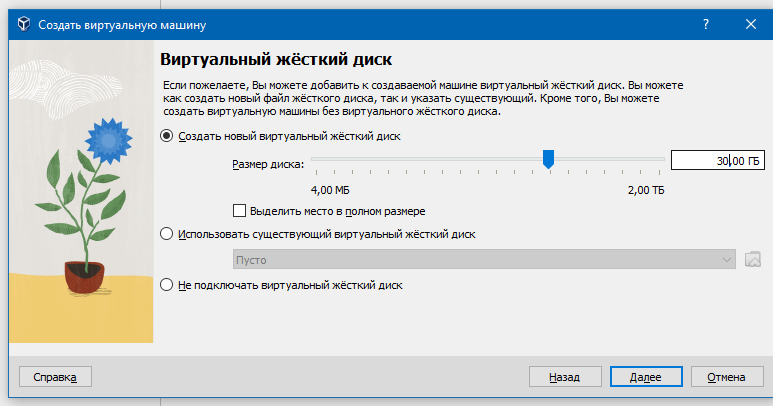 Создать виртуальную машину
?
Виртуальный жёсткий диск
Если пожелаете, Вы можете добавить к создаваемой машине виртуальный жёсткий диск. Вы можете
как создать новый файл жёсткого диска, так и указать существующий. Кроме того, Вы можете
создать виртуальную машины без виртуального жёсткого диска.
Создать новый виртуальный жёсткий диск
Размер диска:
30,00 ГБ
4,00 МБ
2,00 ТБ
Выделить место в полном размере
Использовать существующий виртуальный жёсткий диск
Пусто
Не подключать виртуальный жёсткий диск
Справка
Назад
Далее
Отмена